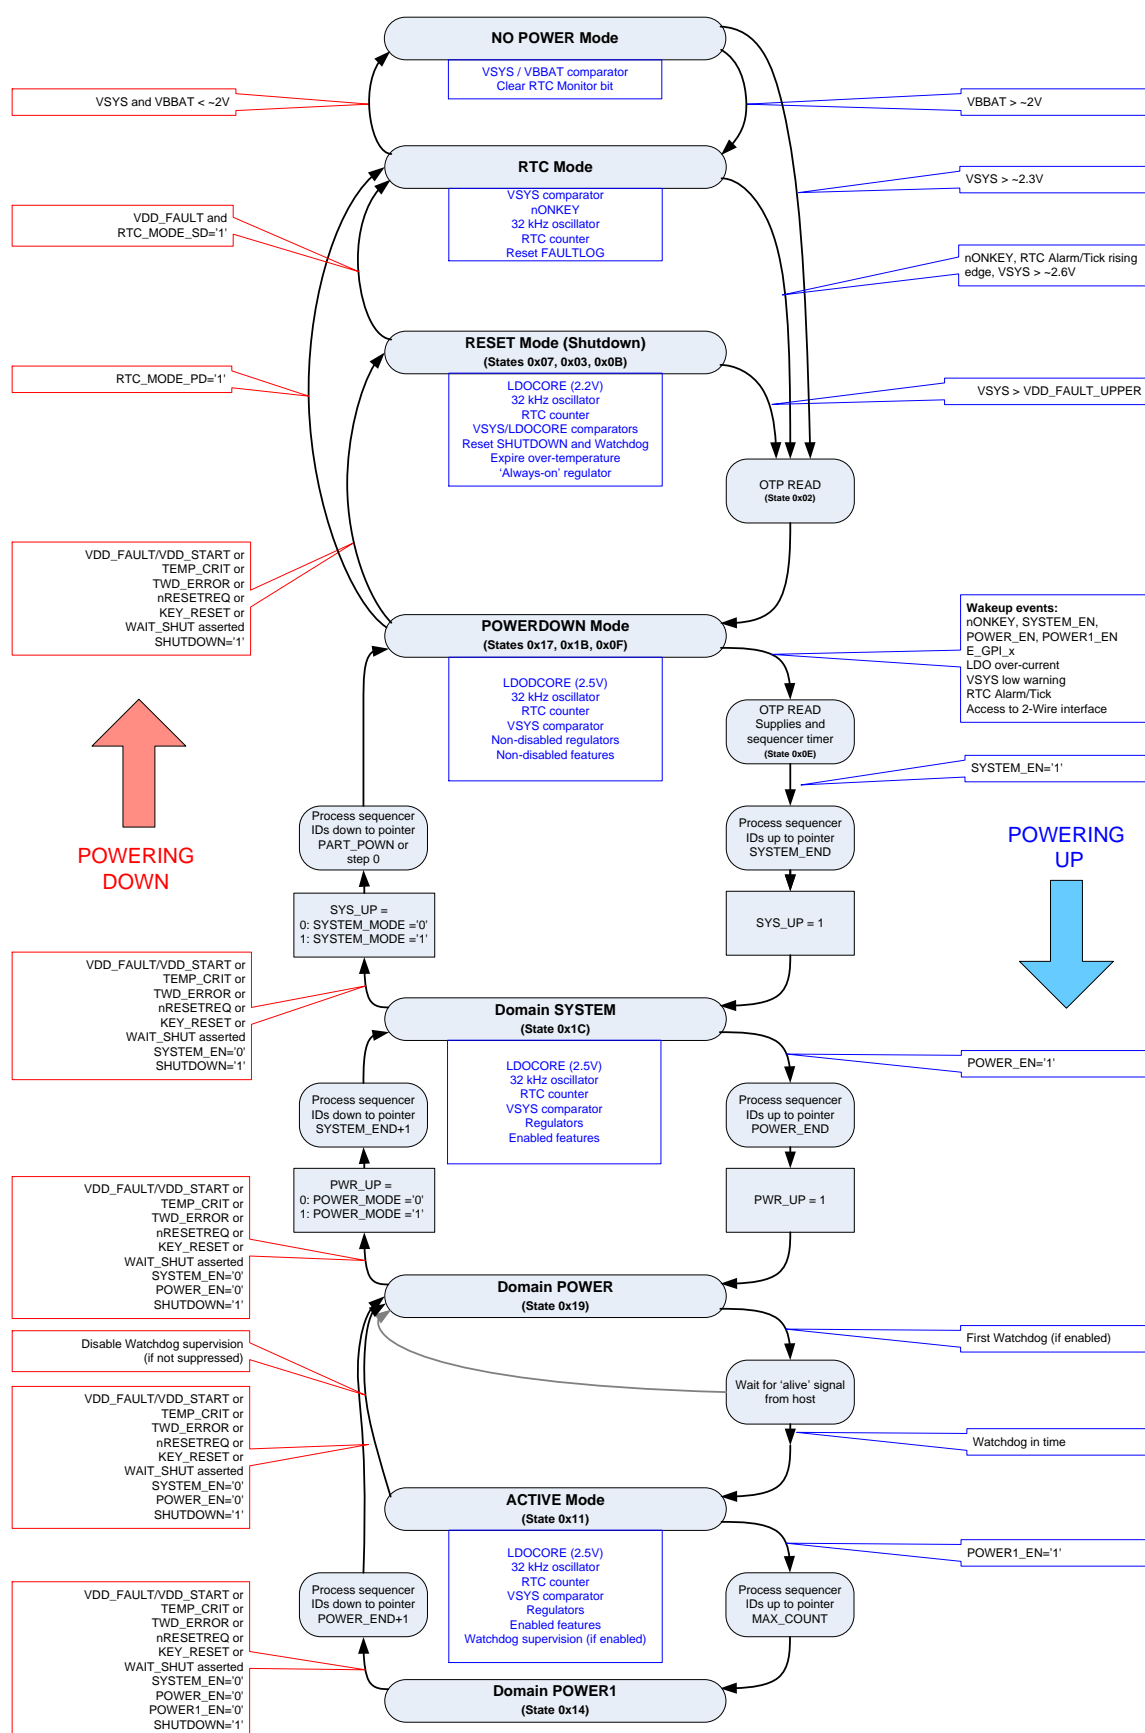 NO POWER Mode
VSYS / VBBAT comparator
Clear RTC Monitor bit
VSYS and VBBAT < ~2V
VBBAT > ~2V
RTC Mode
VSYS comparator
nONKEY
32 kHz oscillator
RTC counter
Reset FAULTLOG
VSYS > ~2.3V
VDD_FAULT and
RTC_MODE_SD='1'
nONKEY, RTC Alarm/Tick rising
edge, VSYS > ~2.6V
RESET Mode (Shutdown)
(States 0x07, 0x03, 0x0B)
LDOCORE (2.2V)
32 kHz oscillator
RTC counter
VSYS/LDOCORE comparators
Reset SHUTDOWN and Watchdog
Expire over-temperature
‘Always-on’ regulator
RTC_MODE_PD='1'
VSYS > VDD_FAULT_UPPER
OTP READ
(State 0x02)
VDD_FAULT/VDD_START or
TEMP_CRIT or
TWD_ERROR or
nRESETREQ or
KEY_RESET or
WAIT_SHUT asserted
SHUTDOWN='1'
POWERDOWN Mode
(States 0x17, 0x1B, 0x0F)
LDODCORE (2.5V)
32 kHz oscillator
RTC counter
VSYS comparator
Non-disabled regulators
Non-disabled features
Wakeup events:
nONKEY, SYSTEM_EN,
POWER_EN, POWER1_EN
E_GPI_x
LDO over-current
VSYS low warning
RTC Alarm/Tick
Access to 2-Wire interface
OTP READ
Supplies and
sequencer timer
(State 0x0E)
SYSTEM_EN='1'
POWERING
DOWN
Process sequencer
IDs down to pointer
PART_POWN or
step 0
Process sequencer
IDs up to pointer
SYSTEM_END
POWERING
UP
SYS_UP =
0: SYSTEM_MODE ='0'
1: SYSTEM_MODE ='1'
SYS_UP = 1
VDD_FAULT/VDD_START or
TEMP_CRIT or
TWD_ERROR or
nRESETREQ or
KEY_RESET or
WAIT_SHUT asserted
SYSTEM_EN='0'
SHUTDOWN='1'
Domain SYSTEM
(State 0x1C)
LDOCORE (2.5V)
32 kHz oscillator
RTC counter
VSYS comparator
Regulators
Enabled features
POWER_EN='1'
Process sequencer
IDs down to pointer
SYSTEM_END+1
Process sequencer
IDs up to pointer
POWER_END
PWR_UP =
0: POWER_MODE ='0'
1: POWER_MODE ='1'
PWR_UP = 1
VDD_FAULT/VDD_START or
TEMP_CRIT or
TWD_ERROR or
nRESETREQ or
KEY_RESET or
WAIT_SHUT asserted
SYSTEM_EN='0'
POWER_EN='0'
SHUTDOWN='1'
Domain POWER
(State 0x19)
Disable Watchdog supervision
(if not suppressed)
First Watchdog (if enabled)
Wait for ‘alive’ signal
from host
VDD_FAULT/VDD_START or
TEMP_CRIT or
TWD_ERROR or
nRESETREQ or
KEY_RESET or
WAIT_SHUT asserted
SYSTEM_EN='0'
POWER_EN='0'
SHUTDOWN='1'
Watchdog in time
ACTIVE Mode
(State 0x11)
LDOCORE (2.5V)
32 kHz oscillator
RTC counter
VSYS comparator
Regulators
Enabled features
Watchdog supervision (if enabled)
POWER1_EN='1'
Process sequencer
IDs down to pointer
POWER_END+1
Process sequencer
IDs up to pointer
MAX_COUNT
VDD_FAULT/VDD_START or
TEMP_CRIT or
TWD_ERROR or
nRESETREQ or
KEY_RESET or
WAIT_SHUT asserted
SYSTEM_EN='0'
POWER_EN='0'
POWER1_EN='0'
SHUTDOWN='1'
Domain POWER1
(State 0x14)